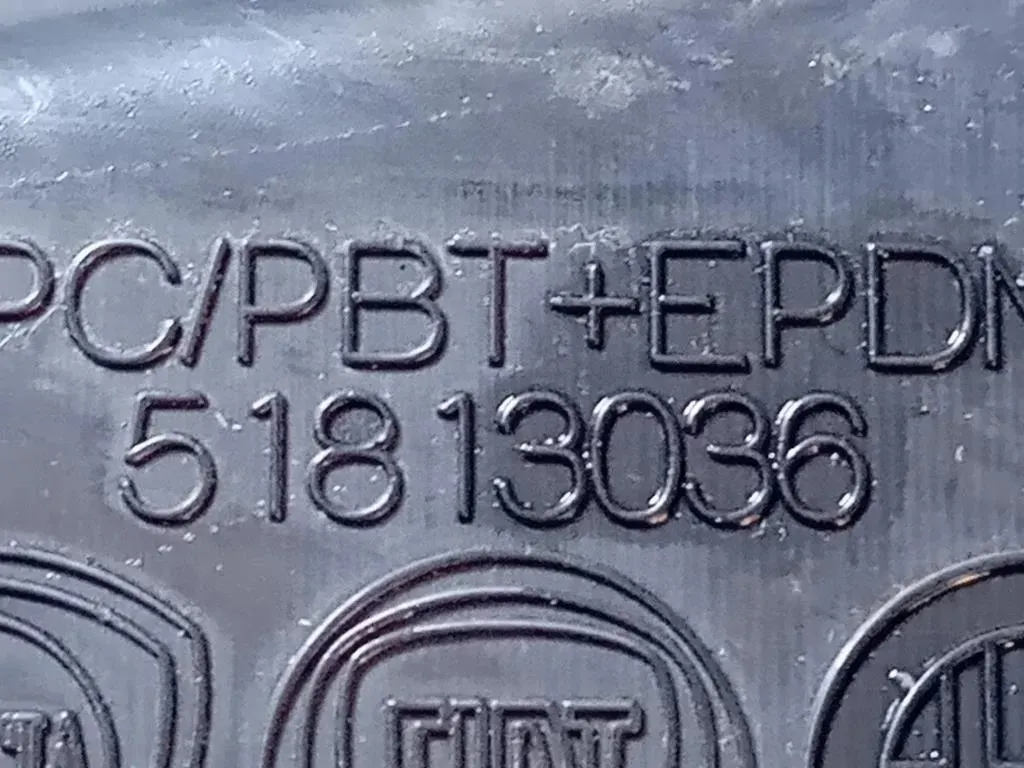 PC/PBT+EPDM
51813036
FIAT